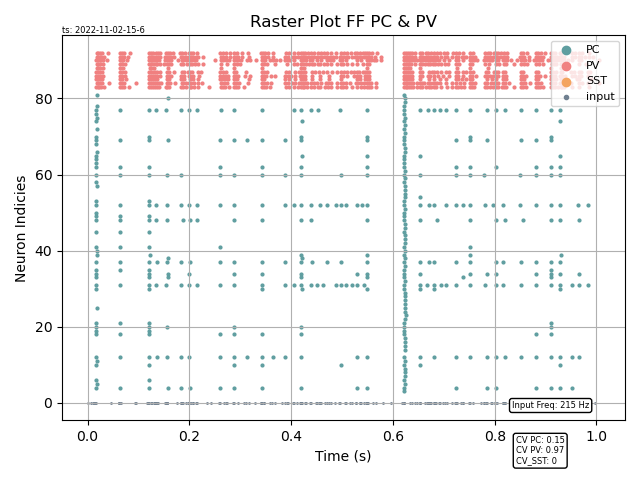 Raster Plot FF PC & PV
ts: 2022-11-02-15-6
PC
PV
SST
input
Neuron Indicies
80
60
40
20
0
Input Freq: 215 Hz
0.0 0.2 0.4 0.6 0.8 1.0
Time (s)
CV PC: 0.15
CV PV: 0.97
CV_SST: 0